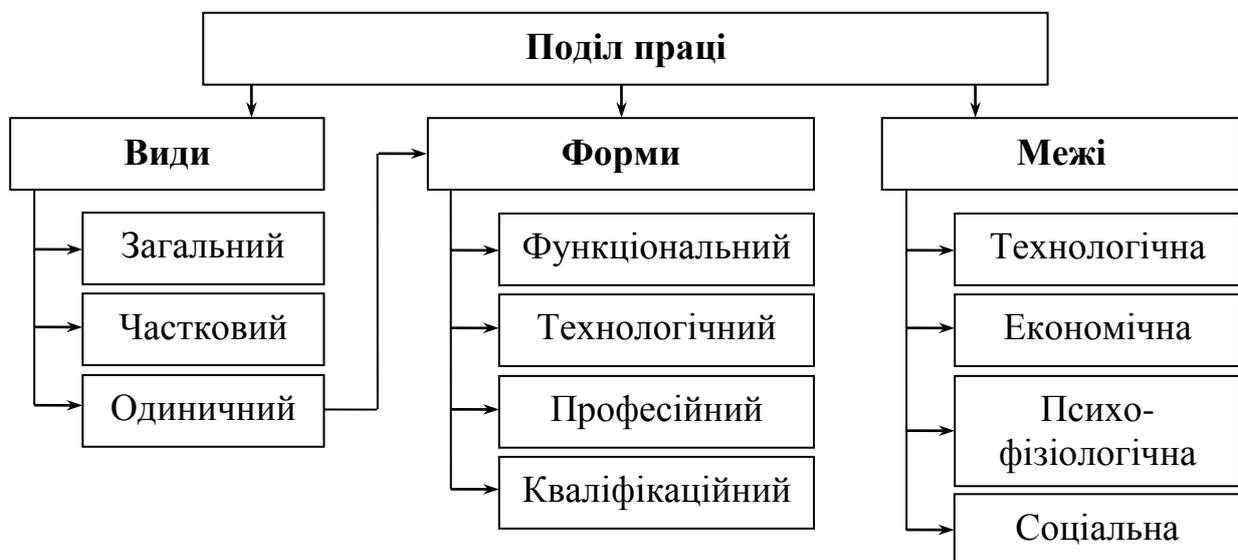 Поділ праці
Види
Форми
Межі
Загальний
Частковий
Одиничний
Функціональний
Технологічний
Професійний
Кваліфікаційний
Технологічна
Економічна
Психо-
фізіологічна
Соціальна